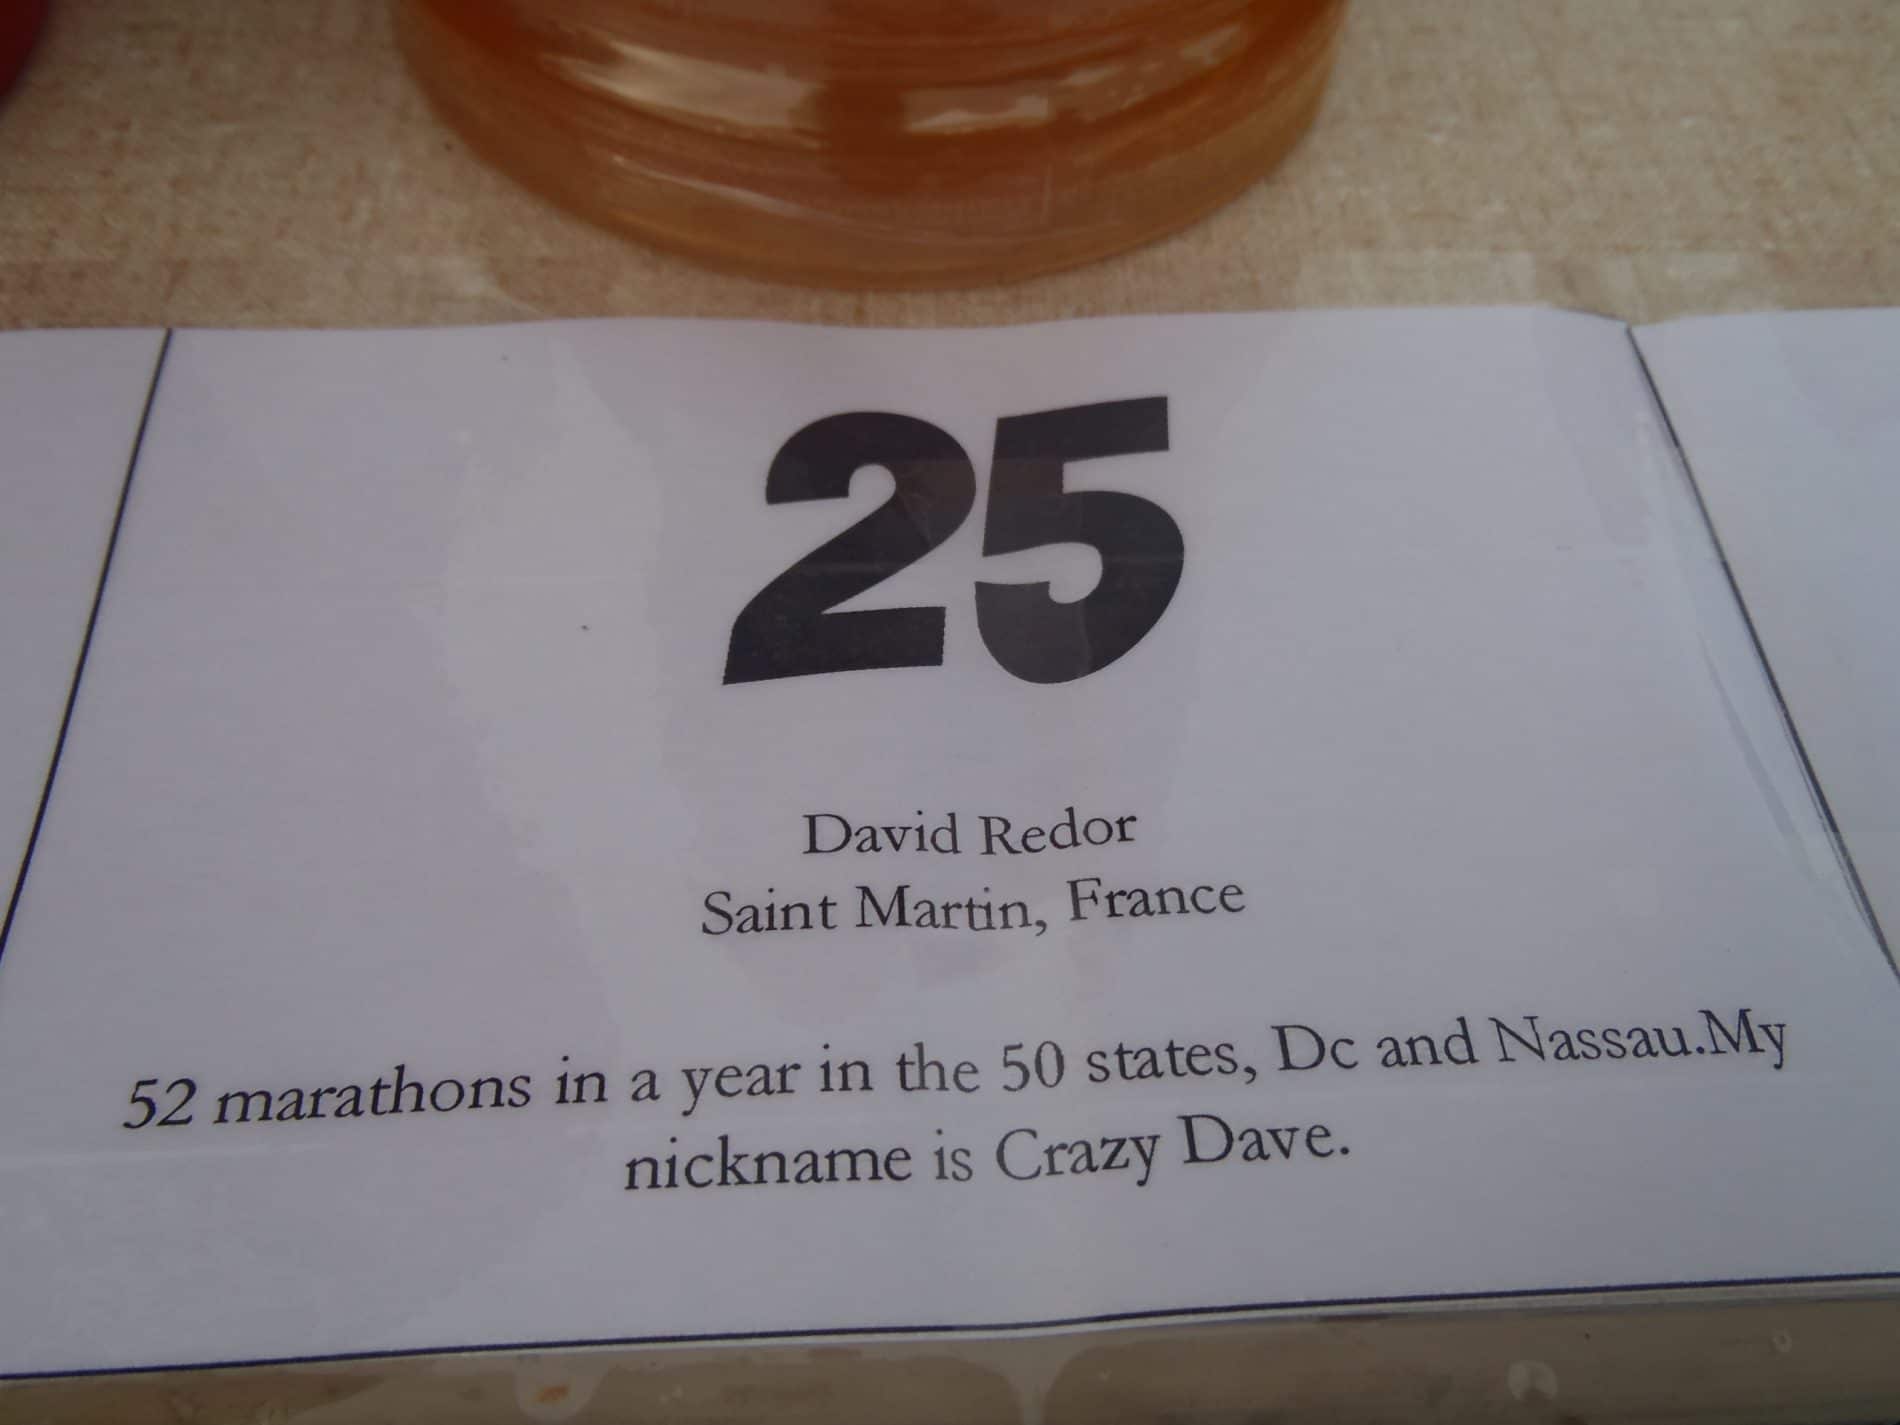 25
David Redor
Saint Martin, France
52 marathons in a year in the 50 states, Dc and Nassau.My
nickname is Crazy Dave.